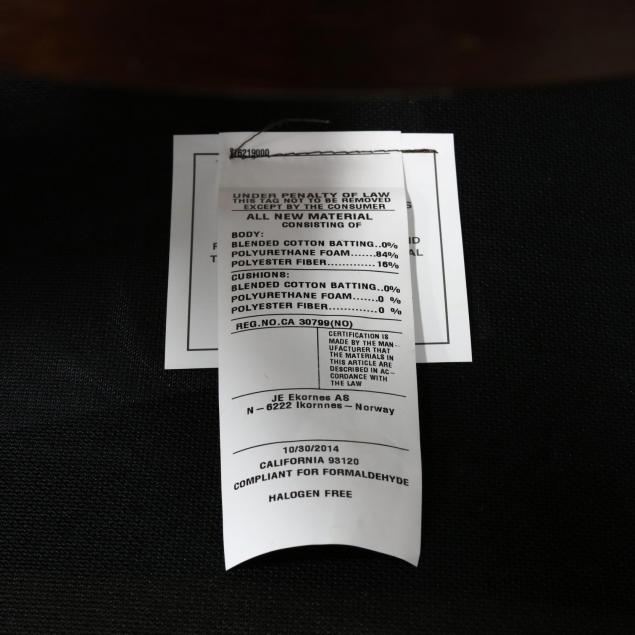 76219000
UNDER PENALTY OF LAW
THIS TAG NOT TO BE REMOVED
EXCEPT BY THE CONSUMER
ALL NEW MATERIAL
CONSISTING OF
BODY:
BLENDED COTTON BATTING..0%
POLYURETHANE FOAM.......84%
POLYESTER FIBER.............16%
CUSHIONS:
BLENDED COTTON BATTING..0%
POLYURETHANE FOAM......0 %
POLYESTER FIBER............0 %
REG.NO.CA 30799(NO)
CERTIFICATION IS
MADE BY THE MAN-
UFACTURER THAT
THE MATERIALS IN
THIS ARTICLE ARE
DESCRIBED IN AC-
CORDANCE WITH
THE LAW
JE Ekornes AS
N – 6222 Ikornnes – Norway
10/30/2014
CALIFORNIA 93120
COMPLIANT FOR FORMALDEHYDE
HALOGEN FREE